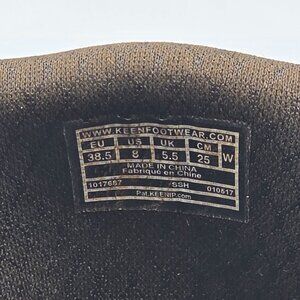 WWW.KEENFOOTWEAR.COM
EU US UK CM
38.5 8 5.5 25 W
MADE IN CHINA
Fabriqué en Chine
1017687 /SSH 010517
Pat.KEENIP.com